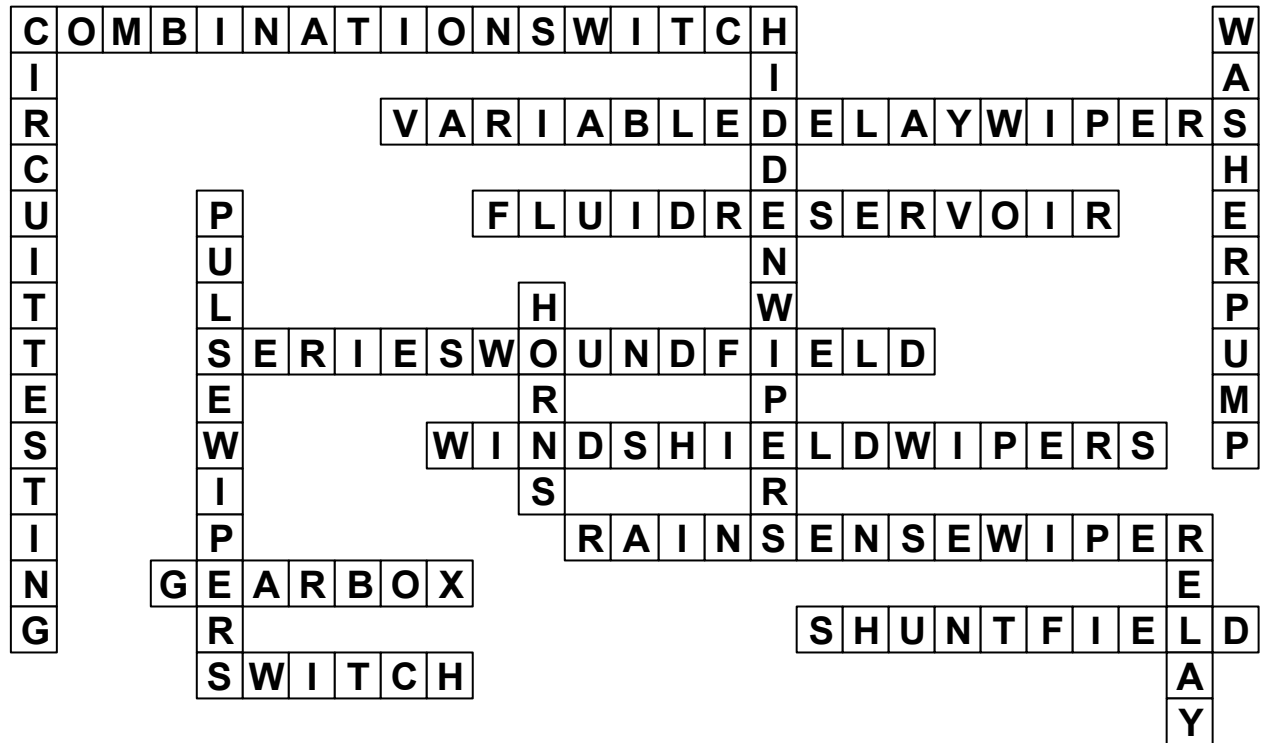 COMBINATIONSWITCH
VARIABLEDELAYWIPERS
FLUIDRESERVOIR
SERIESWOUNDFIELD
WINDSHIELDWIPERS
RAINSENSEWIPER
GEARBOX
SHUNTFIELD
SWITCH
CIRCUITTESTING
HIDDENWIPERS
WASHERPUMP
PULSEWIPERS
HORNS
RELAY